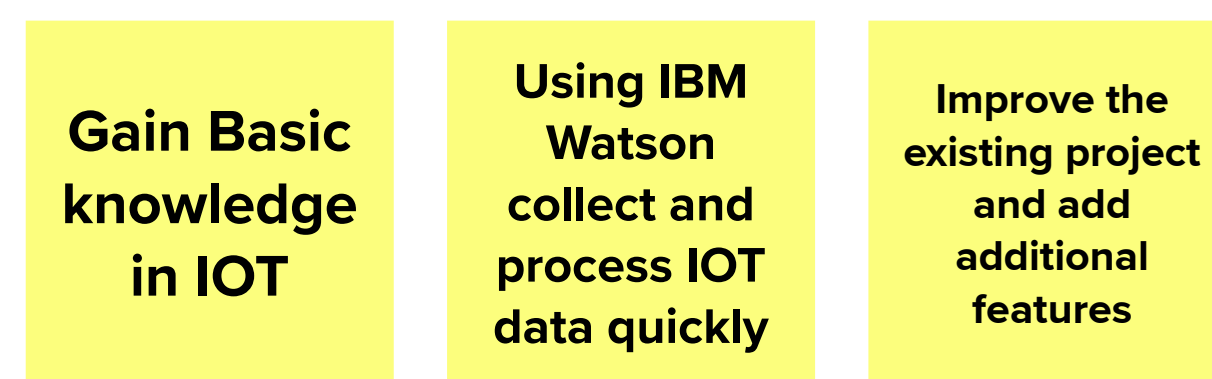 Gain Basic
knowledge
in IOT
Using IBM
Watson
collect and
process IOT
data quickly
Improve the
existing project
and add
additional
features